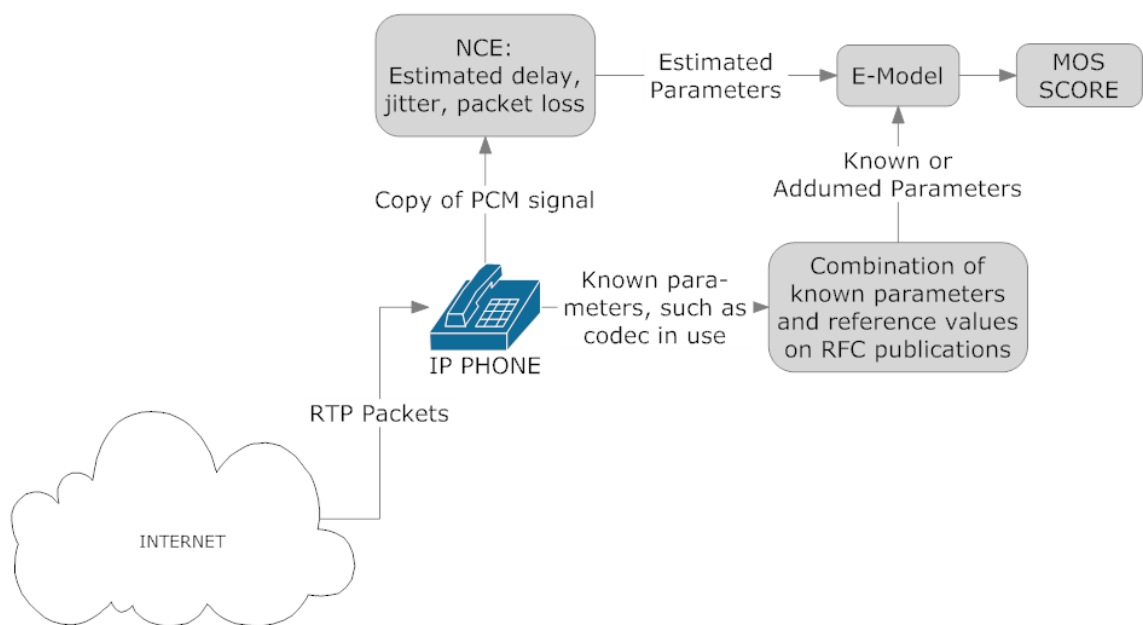 NCE:
Estimated delay,
jitter, packet loss
Estimated
Parameters
E-Model
MOS
SCORE
Copy of PCM signal
Known or
Addumed Parameters
IP PHONE
Known para-
meters, such as
codec in use
Combination of
known parameters
and reference values
on RFC publications
RTP Packets
INTERNET